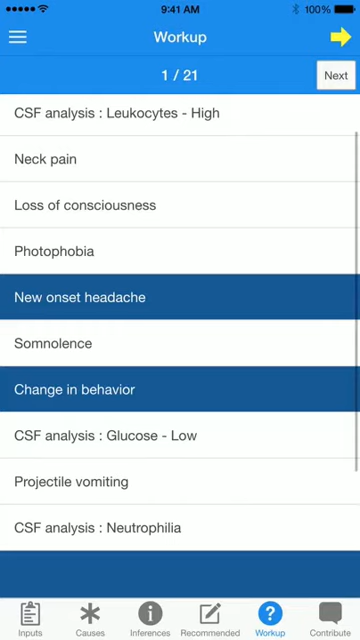 9:41 AM
100%
Workup
1 / 21
Next
CSF analysis : Leukocytes - High
Neck pain
Loss of consciousness
Photophobia
New onset headache
Somnolence
Change in behavior
CSF analysis : Glucose - Low
Projectile vomiting
CSF analysis : Neutrophilia
Inputs
Causes
Inferences
Recommended
Workup
Contribute